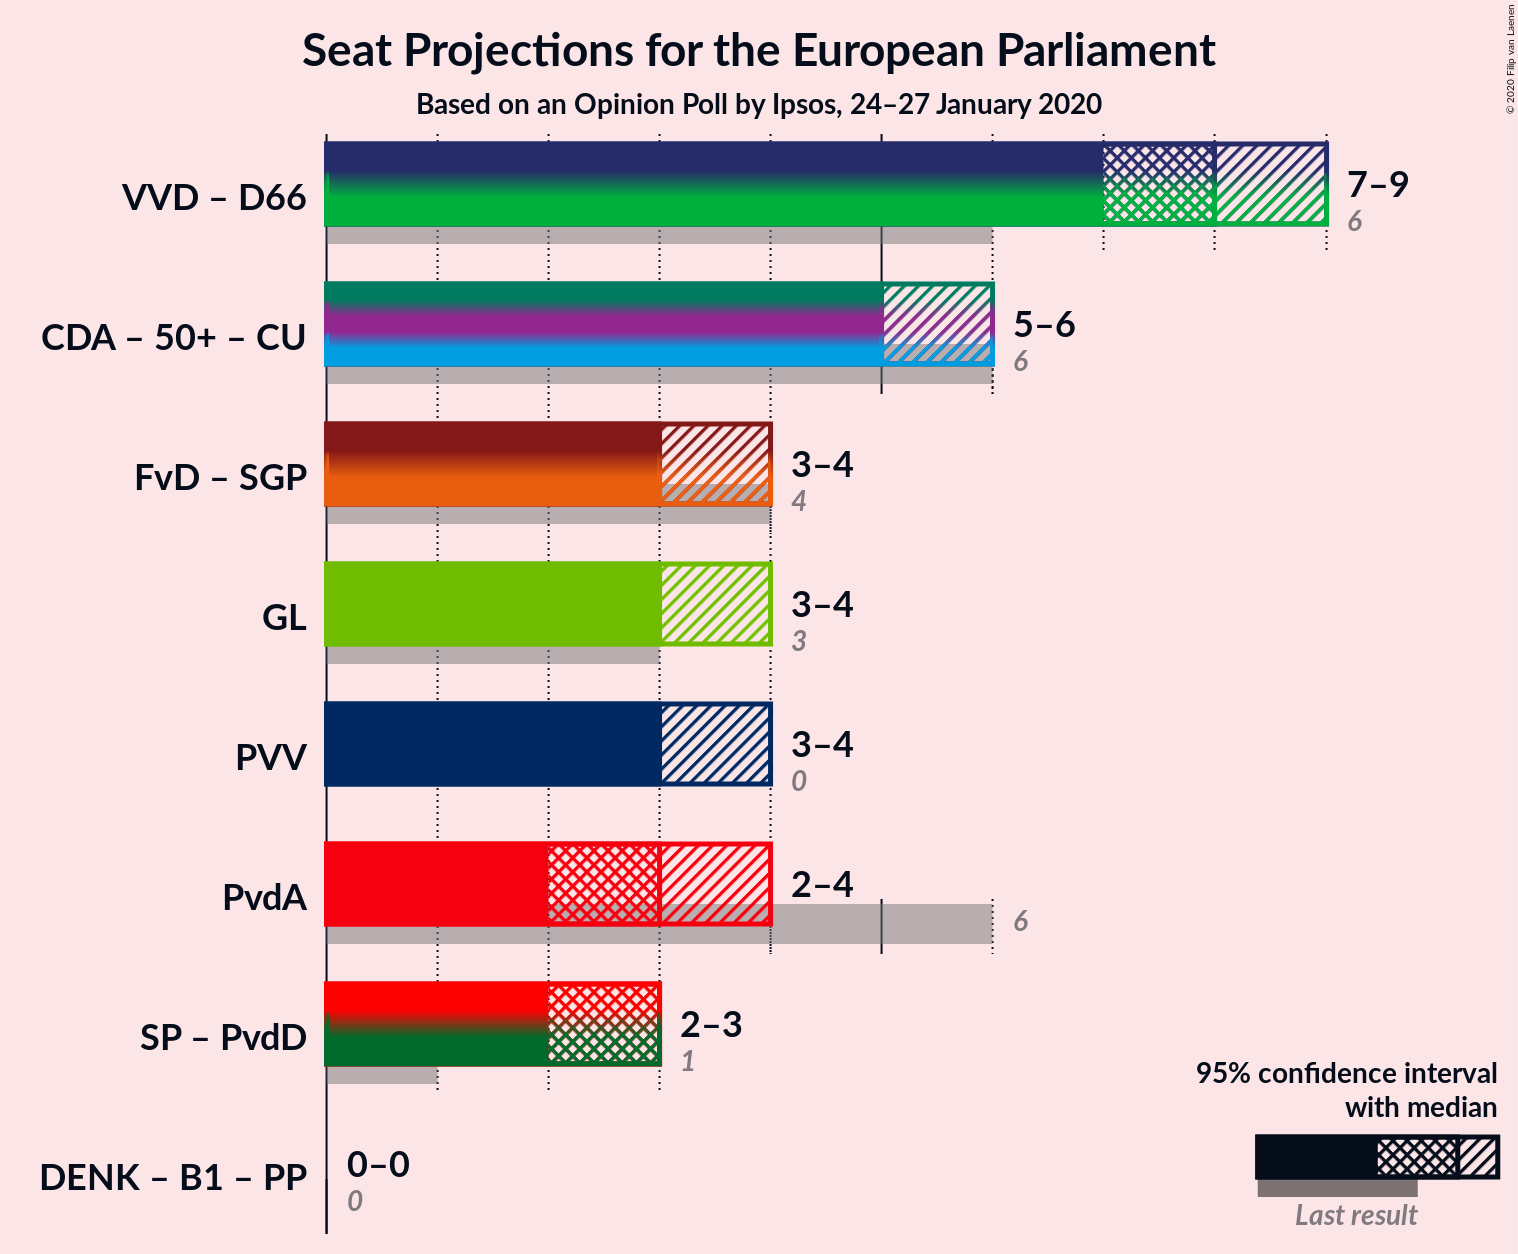 Seat Projections for the European Parliament
Based on an Opinion Poll by Ipsos, 24–27 January 2020
© 2020 Filip van Laenen
VVD – D66
7–9
6
CDA – 50+ – CU
5–6
6
FvD – SGP
3–4
4
GL
3–4
3
PVV
3–4
0
PvdA
2–4
6
SP – PvdD
2–3
1
DENK – B1 – PP
0–0
0
95% confidence interval
with median
Last result